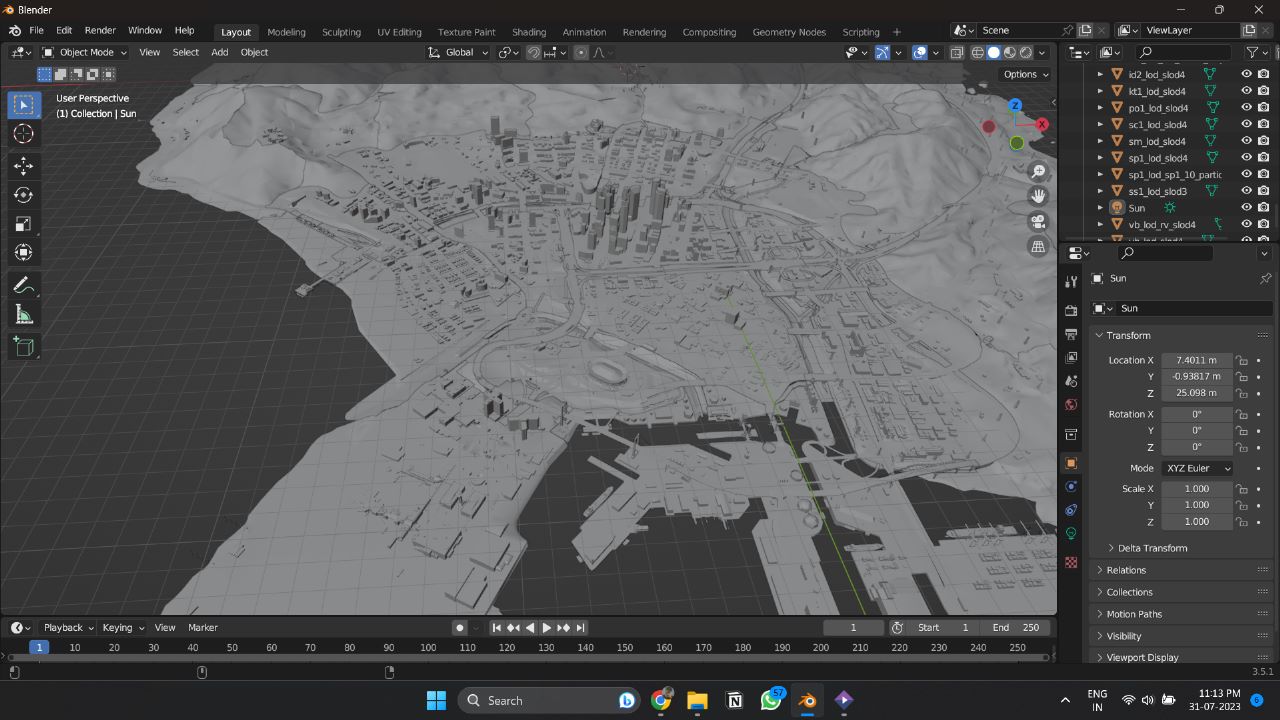 Blender
File Edit Render Window Help Layout Modeling Sculpting UV Editing Texture Paint Shading Animation Rendering Compositing Geometry Nodes Scripting + Scene ViewLayer
Object Mode View Select Add Object Global
Options
User Perspective
(1) Collection | Sun
Z
X
id2_lod_slod4
kt1_lod_slod4
po1_lod_slod4
sc1_lod_slod4
sm_lod_slod4
sp1_lod_slod4
sp1_lod_sp1_10_partic
ss1_lod_slod3
Sun
vb_lod_rv_slod4
Sun
Sun
Transform
Location X 7.4011 m
Y -0.93817 m
Z 25.098 m
Rotation X 0°
Y 0°
Z 0°
Mode XYZ Euler
Scale X 1.000
Y 1.000
Z 1.000
Delta Transform
Relations
Collections
Motion Paths
Visibility
Viewport Display
Playback Keying View Marker 1 Start 1 End 250
1 10 20 30 40 50 60 70 80 90 100 110 120 130 140 150 160 170 180 190 200 210 220 230 240 250
3.5.1
Search
57
ENG
IN
11:13 PM
6